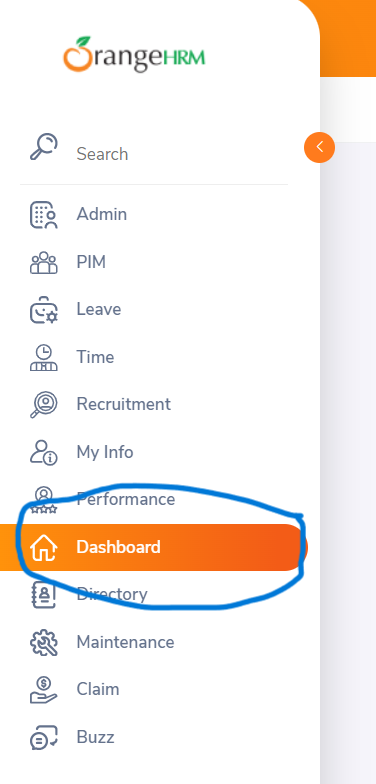 OrangeHRM
Search
Admin
PIM
Leave
Time
Recruitment
My Info
Performance
Dashboard
Directory
Maintenance
Claim
Buzz